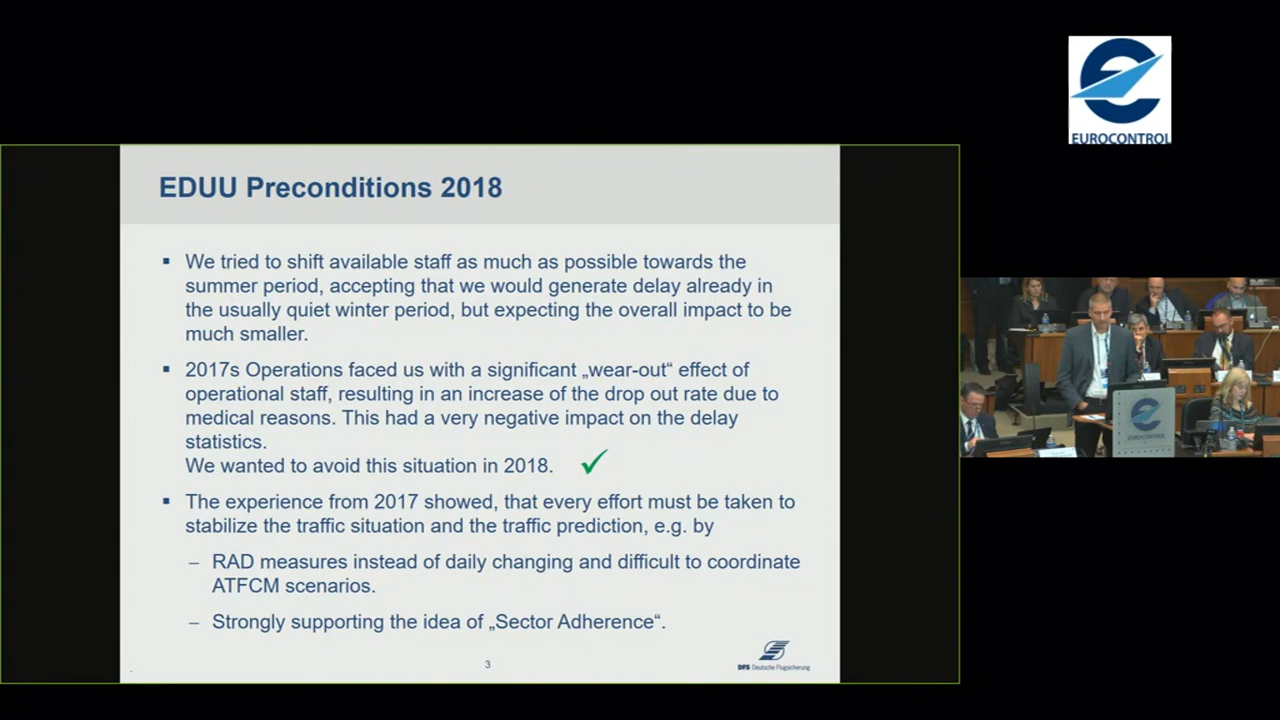 EUROCONTROL
EDUU Preconditions 2018
▪ We tried to shift available staff as much as possible towards the
summer period, accepting that we would generate delay already in
the usually quiet winter period, but expecting the overall impact to be
much smaller.
▪ 2017s Operations faced us with a significant „wear-out“ effect of
operational staff, resulting in an increase of the drop out rate due to
medical reasons. This had a very negative impact on the delay
statistics.
We wanted to avoid this situation in 2018. ✓
▪ The experience from 2017 showed, that every effort must be taken to
stabilize the traffic situation and the traffic prediction, e.g. by
– RAD measures instead of daily changing and difficult to coordinate
ATFCM scenarios.
– Strongly supporting the idea of „Sector Adherence“.
3
DFS Deutsche Flugsicherung
EUROCONTROL